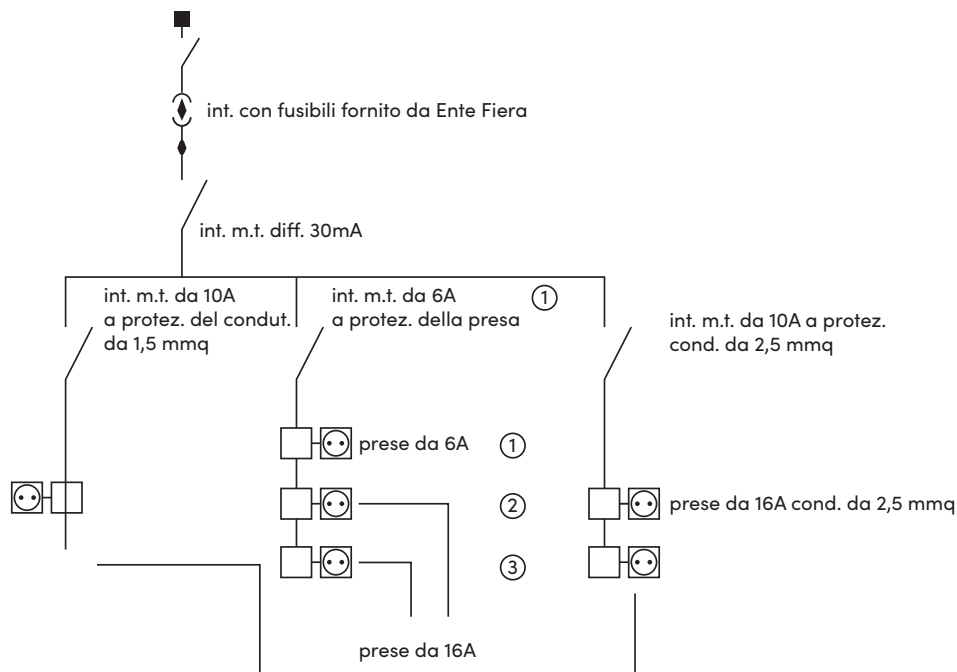 int. con fusibili fornito da Ente Fiera
int. m.t. diff. 30mA
int. m.t. da 10A
a protez. del condut.
da 1,5 mmq
int. m.t. da 6A
a protez. della presa
1
int. m.t. da 10A a protez.
cond. da 2,5 mmq
prese da 6A
1
2
prese da 16A cond. da 2,5 mmq
3
prese da 16A